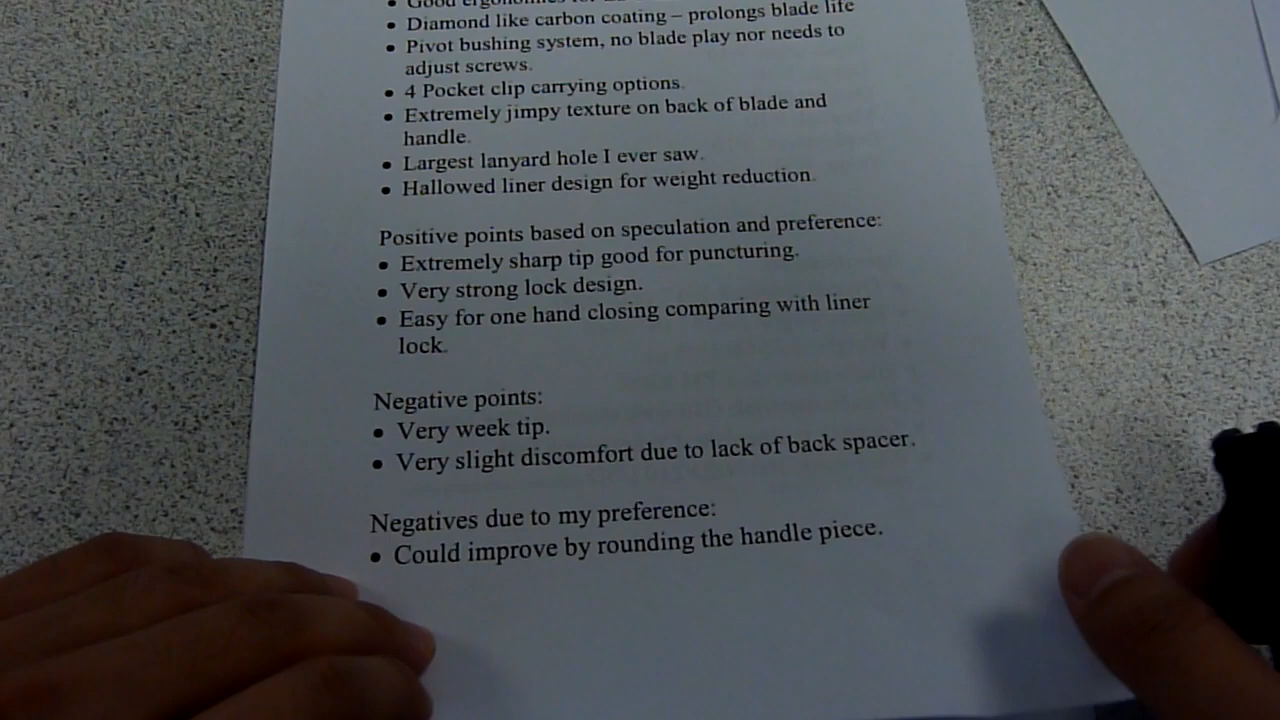 • Good ergonomics for
• Diamond like carbon coating – prolongs blade life
• Pivot bushing system, no blade play nor needs to
adjust screws.
• 4 Pocket clip carrying options.
• Extremely jimpy texture on back of blade and
handle.
• Largest lanyard hole I ever saw.
• Hallowed liner design for weight reduction.
Positive points based on speculation and preference:
• Extremely sharp tip good for puncturing.
• Very strong lock design.
• Easy for one hand closing comparing with liner
lock.
Negative points:
• Very week tip.
• Very slight discomfort due to lack of back spacer.
Negatives due to my preference:
• Could improve by rounding the handle piece.